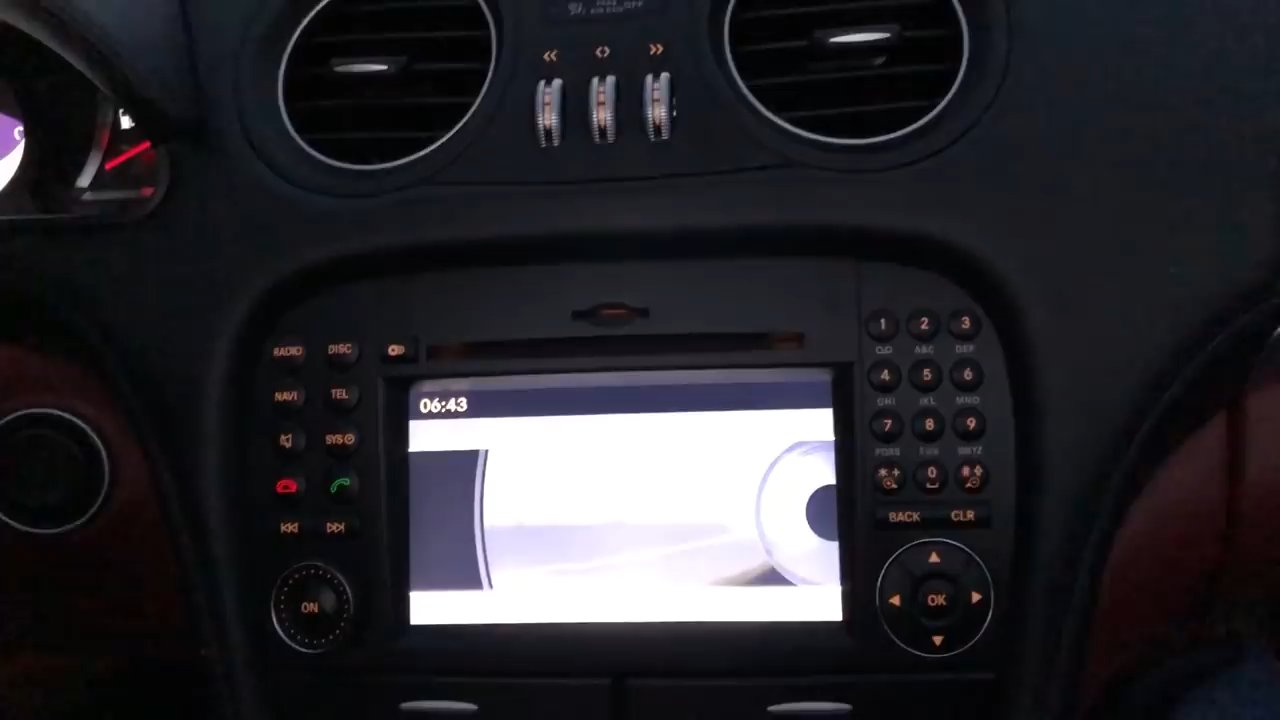 OFF
RADIO DISC
NAVI TEL
SYS
ON
06:43
1 2 3
ABC DEF
4 5 6
GHI JKL MNO
7 8 9
PQRS TUV WXYZ
* + 0 #
BACK CLR
OK